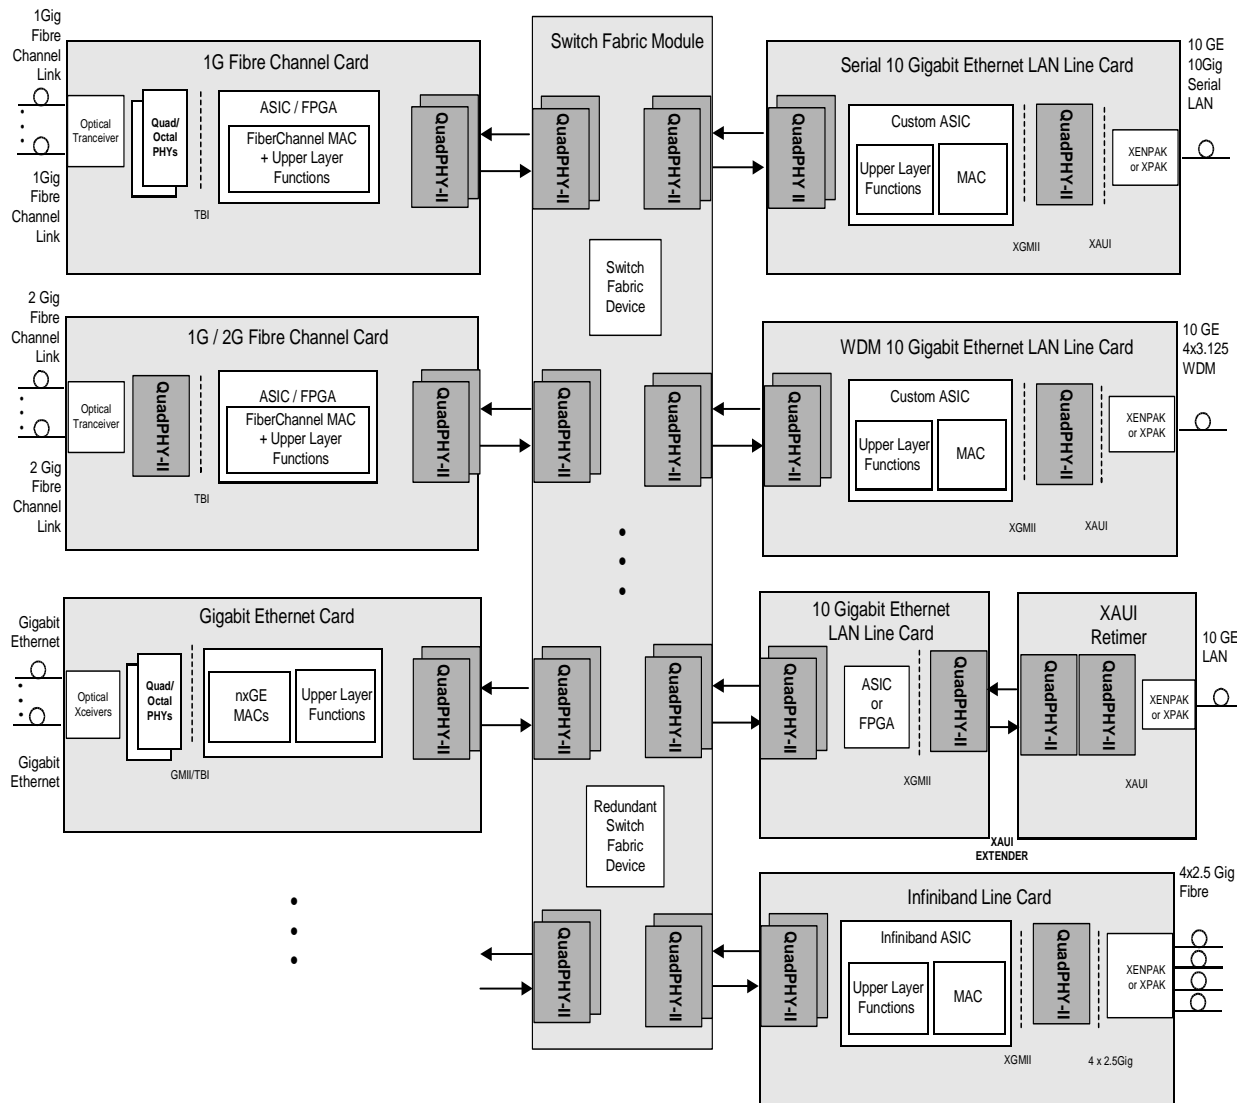 1Gig
Fibre
Channel
Link
1G Fibre Channel Card
Optical
Tranceiver
Quad/
Octal
PHYs
TBI
ASIC / FPGA
FiberChannel MAC
+ Upper Layer
Functions
QuadPHY-II
1Gig
Fibre
Channel
Link
Switch Fabric Module
QuadPHY-II
QuadPHY-II
Switch
Fabric
Device
Serial 10 Gigabit Ethernet LAN Line Card
QuadPHY II
Custom ASIC
Upper Layer
Functions
MAC
XGMII
QuadPHY-II
XAUI
XENPAK
or XPAK
10 GE
10Gig
Serial
LAN
2 Gig
Fibre
Channel
Link
1G / 2G Fibre Channel Card
Optical
Tranceiver
QuadPHY-II
TBI
ASIC / FPGA
FiberChannel MAC
+ Upper Layer
Functions
QuadPHY-II
2 Gig
Fibre
Channel
Link
QuadPHY-II
QuadPHY-II
WDM 10 Gigabit Ethernet LAN Line Card
QuadPHY-II
Custom ASIC
Upper Layer
Functions
MAC
XGMII
QuadPHY-II
XAUI
XENPAK
or XPAK
10 GE
4x3.125
WDM
Gigabit
Ethernet
Gigabit Ethernet Card
Optical
Xceivers
Quad/
Octal
PHYs
GMII/TBI
nxGE
MACs
Upper Layer
Functions
QuadPHY-II
Gigabit
Ethernet
QuadPHY-II
QuadPHY-II
Redundant
Switch
Fabric
Device
10 Gigabit Ethernet
LAN Line Card
QuadPHY-II
ASIC
or
FPGA
XGMII
QuadPHY-II
XAUI
EXTENDER
XAUI
Retimer
QuadPHY-II
QuadPHY-II
XENPAK
or XPAK
XAUI
10 GE
LAN
QuadPHY-II
QuadPHY-II
Infiniband Line Card
QuadPHY-II
Infiniband ASIC
Upper Layer
Functions
MAC
XGMII
QuadPHY-II
4 x 2.5Gig
XENPAK
or XPAK
4x2.5 Gig
Fibre